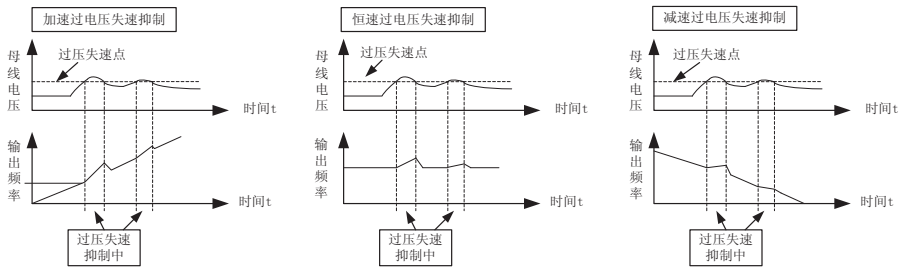 加速过电压失速抑制
过压失速点
母线电压
时间t
输出频率
时间t
过压失速
抑制中
恒速过电压失速抑制
过压失速点
母线电压
时间t
输出频率
时间t
过压失速
抑制中
减速过电压失速抑制
过压失速点
母线电压
时间t
输出频率
时间t
过压失速
抑制中